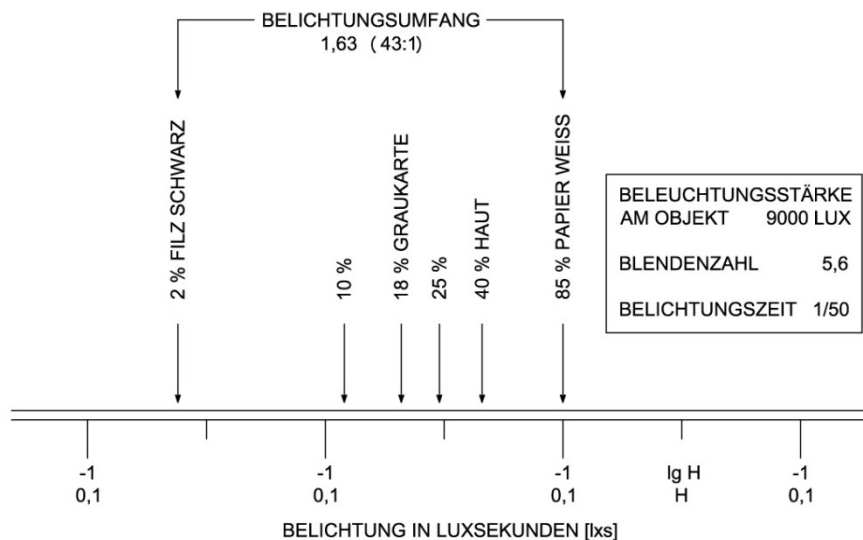 BELICHTUNGSUMFANG
1,63 ( 43:1)
2 % FILZ SCHWARZ
10 %
18 % GRAUKARTE
25 %
40 % HAUT
85 % PAPIER WEISS
BELEUCHTUNGSSTÄRKE
AM OBJEKT 9000 LUX
BLENDENZAHL 5,6
BELICHTUNGSZEIT 1/50
-1 -1 -1 lg H -1
0,1 0,1 0,1 H 0,1
BELICHTUNG IN LUXSEKUNDEN [lxs]